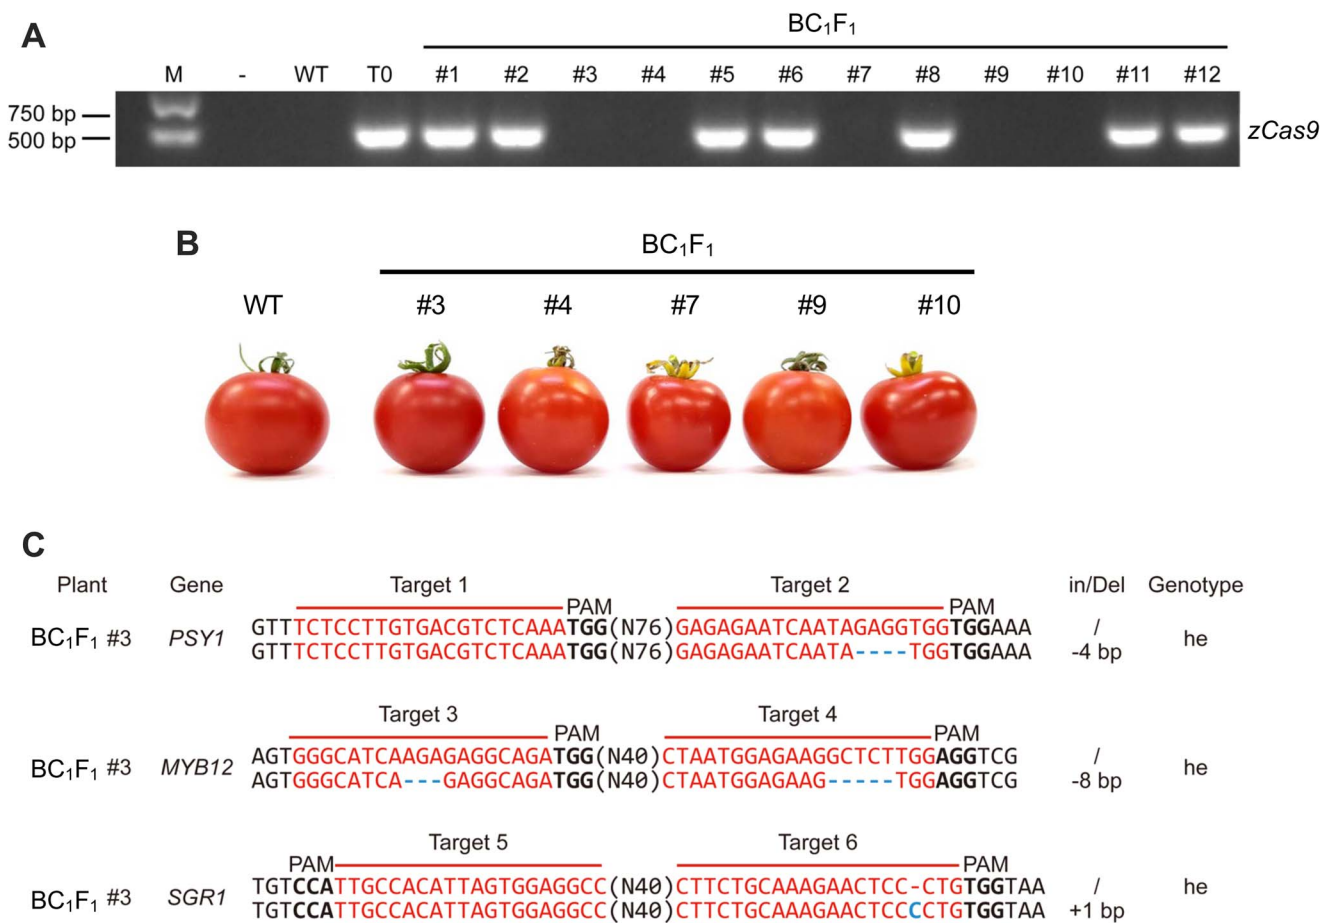 A
BC₁F₁
M - WT T0 #1 #2 #3 #4 #5 #6 #7 #8 #9 #10 #11 #12
750 bp
500 bp
zCas9
B
BC₁F₁
WT #3 #4 #7 #9 #10
C
Plant Gene Target 1 Target 2 in/Del Genotype
PAM PAM
GTTTCTCCTTGTGACGTCTCAAATGG(N76)GAGAGAATCAATAGAGGTGGTGGAAA /
BC₁F₁ #3 PSY1 he
GTTTCTCCTTGTGACGTCTCAAATGG(N76)GAGAGAATCAATA----TGGTGGAAA -4 bp
Target 3 Target 4
PAM PAM
AGTGGGCATCAAGAGAGGCAGATGG(N40)CTAATGGAGAAGGCTCTTGGAGGTCG /
BC₁F₁ #3 MYB12 he
AGTGGGCATCA---GAGGCAGATGG(N40)CTAATGGAGAAG-----TGGAGGTCG -8 bp
Target 5 Target 6
PAM PAM
TGTCCATTGCCACATTAGTGGAGGCC(N40)CTTCTGCAAAGAACTCC-CTGTGGTAA / he
BC₁F₁ #3 SGR1
TGTCCATTGCCACATTAGTGGAGGCC(N40)CTTCTGCAAAGAACTCCCCTGTGGTAA +1 bp